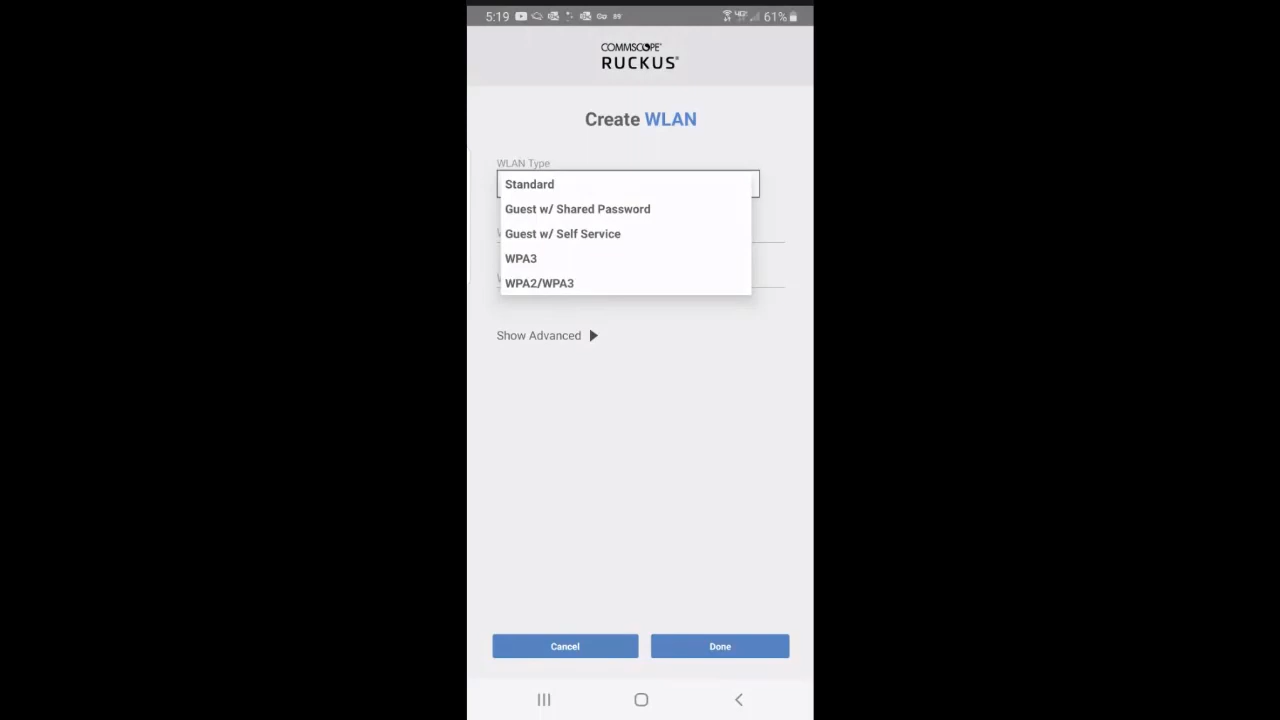 5:19
61%
COMMSCOPE®
RUCKUS®
Create WLAN
WLAN Type
Standard
Guest w/ Shared Password
Guest w/ Self Service
WPA3
WPA2/WPA3
Show Advanced
Cancel
Done